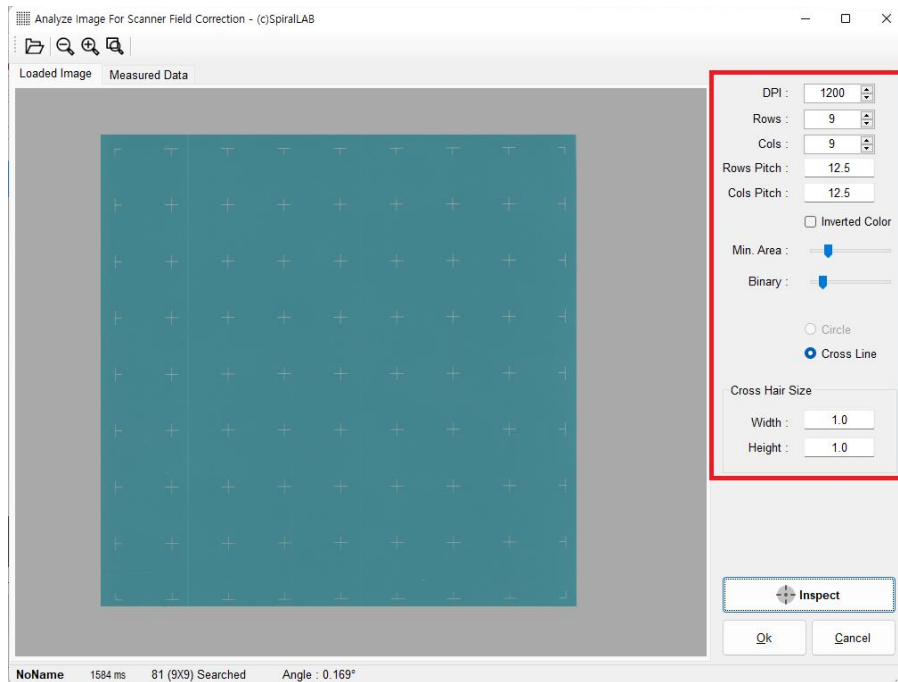 Analyze Image For Scanner Field Correction - (c)SpiralLAB
Loaded Image Measured Data
DPI : 1200
Rows : 9
Cols : 9
Rows Pitch : 12.5
Cols Pitch : 12.5
Inverted Color
Min. Area :
Binary :
Circle
Cross Line
Cross Hair Size
Width : 1.0
Height : 1.0
Inspect
Ok Cancel
NoName 1584 ms 81 (9X9) Searched Angle : 0.169°